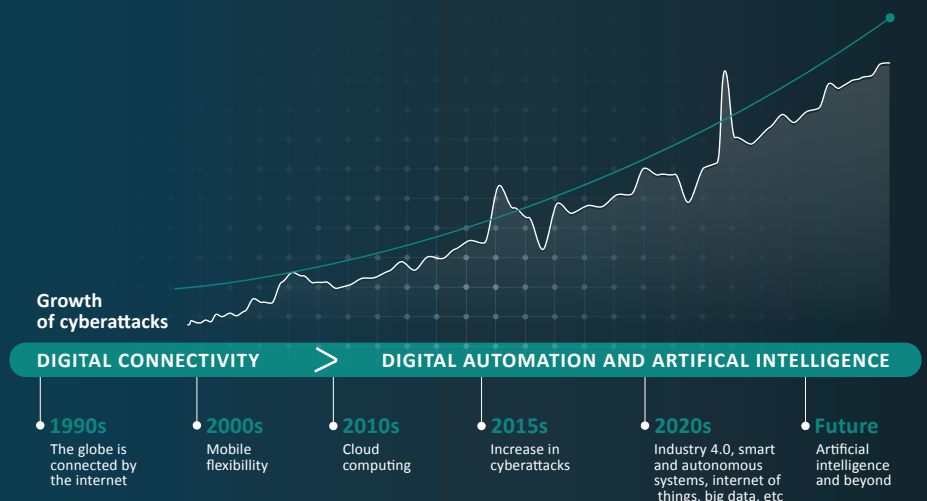 Growth
of cyberattacks
DIGITAL CONNECTIVITY > DIGITAL AUTOMATION AND ARTIFICAL INTELLIGENCE
1990s
The globe is
connected by
the internet
2000s
Mobile
flexibillity
2010s
Cloud
computing
2015s
Increase in
cyberattacks
2020s
Industry 4.0, smart
and autonomous
systems, internet of
things, big data, etc
Future
Artificial
intelligence
and beyond